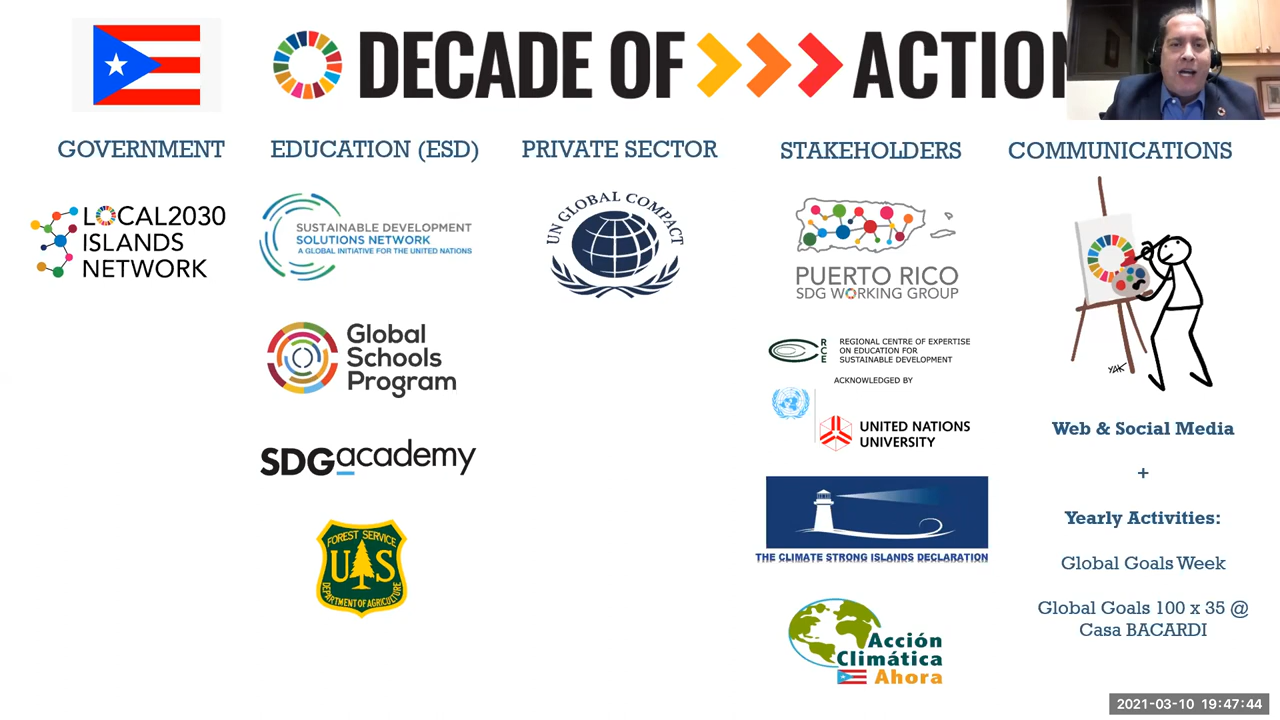 DECADE OF ACTION
GOVERNMENT
LOCAL2030
ISLANDS
NETWORK
EDUCATION (ESD)
SUSTAINABLE DEVELOPMENT
SOLUTIONS NETWORK
A GLOBAL INITIATIVE FOR THE UNITED NATIONS
Global
Schools
Program
SDGacademy
FOREST SERVICE
U S
DEPARTMENT OF AGRICULTURE
PRIVATE SECTOR
UN GLOBAL COMPACT
STAKEHOLDERS
PUERTO RICO
SDG WORKING GROUP
RCE
REGIONAL CENTRE OF EXPERTISE
ON EDUCATION FOR
SUSTAINABLE DEVELOPMENT
ACKNOWLEDGED BY
UNITED NATIONS
UNIVERSITY
THE CLIMATE STRONG ISLANDS DECLARATION
Acción
Climática
Ahora
COMMUNICATIONS
YAK
Web & Social Media
+
Yearly Activities:
Global Goals Week
Global Goals 100 x 35 @
Casa BACARDI
2021-03-10 19:47:44